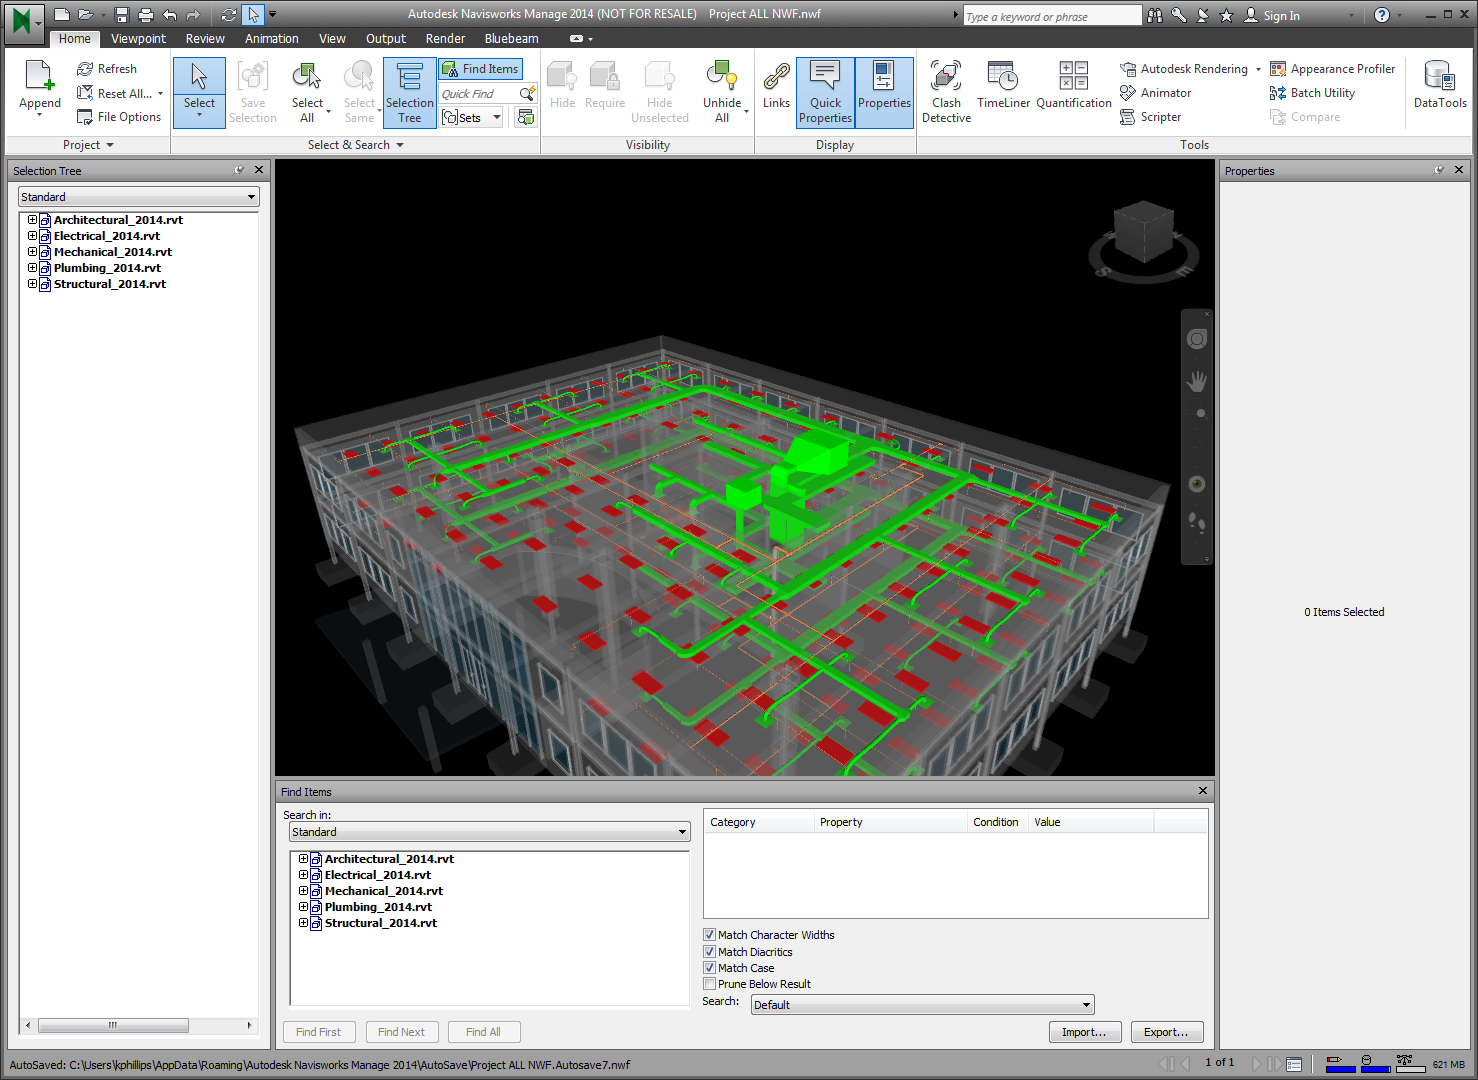 Autodesk Navisworks Manage 2014 (NOT FOR RESALE) Project ALL NWF.nwf
Type a keyword or phrase
Sign In
Home Viewpoint Review Animation View Output Render Bluebeam
Append
Refresh
Reset All...
File Options
Project
Select
Save Selection
Select All
Select Same
Selection Tree
Find Items
Quick Find
Sets
Select & Search
Hide
Require
Hide Unselected
Unhide All
Visibility
Links
Quick Properties
Properties
Display
Clash Detective
TimeLiner
Quantification
Autodesk Rendering
Animator
Scripter
Appearance Profiler
Batch Utility
Compare
Tools
DataTools
Selection Tree
Standard
Architectural_2014.rvt
Electrical_2014.rvt
Mechanical_2014.rvt
Plumbing_2014.rvt
Structural_2014.rvt
S
E
Properties
0 Items Selected
Find Items
Search in:
Standard
Architectural_2014.rvt
Electrical_2014.rvt
Mechanical_2014.rvt
Plumbing_2014.rvt
Structural_2014.rvt
Category Property Condition Value
Match Character Widths
Match Diacritics
Match Case
Prune Below Result
Search: Default
Find First Find Next Find All
Import... Export...
AutoSaved: C:\Users\kphillips\AppData\Roaming\Autodesk Navisworks Manage 2014\AutoSave\Project ALL NWF.Autosave7.nwf
1 of 1
621 MB